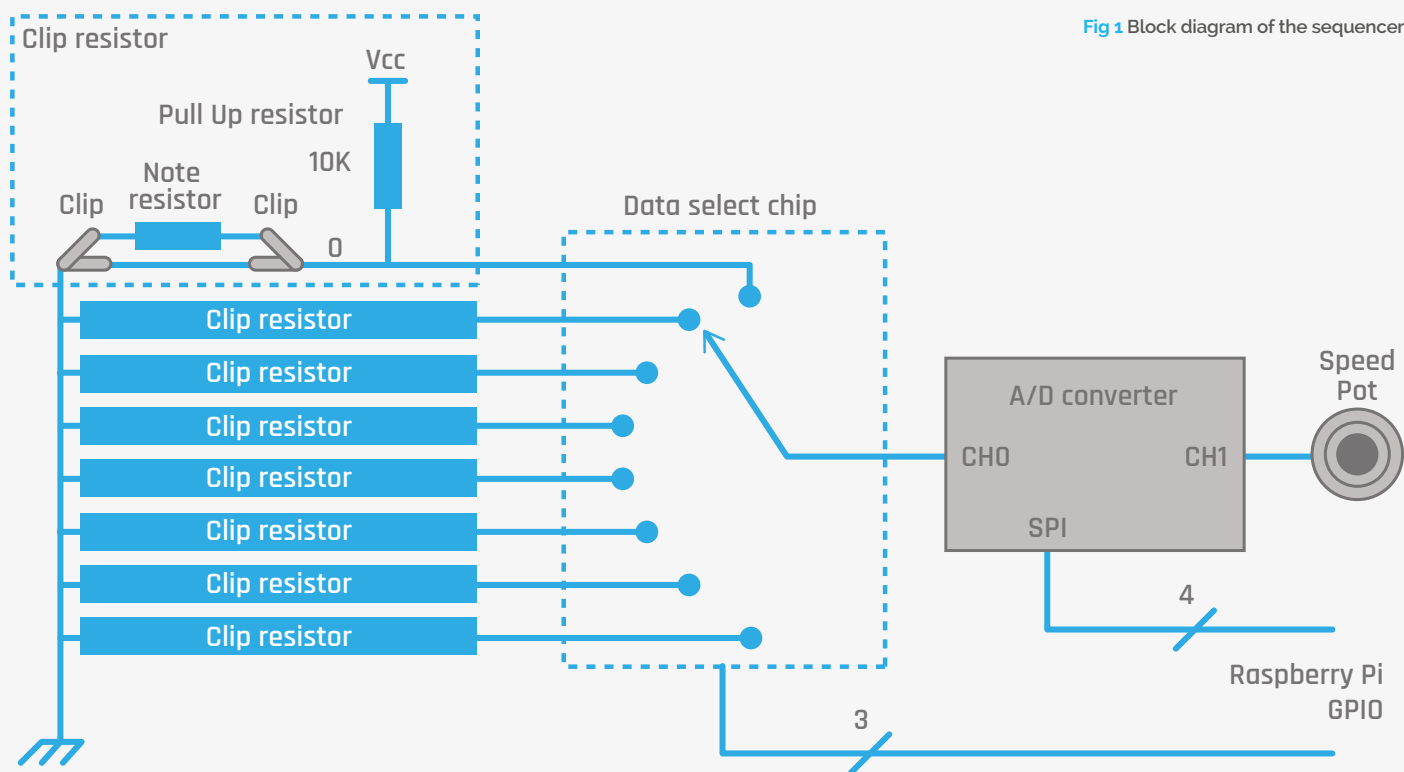 Fig 1 Block diagram of the sequencer
Clip resistor
Vcc
Pull Up resistor
10K
Note
resistor
Clip
Clip
0
Data select chip
Clip resistor
Clip resistor
Clip resistor
Clip resistor
Clip resistor
Clip resistor
Clip resistor
A/D converter
CH0
CH1
SPI
Speed
Pot
4
Raspberry Pi
GPIO
3